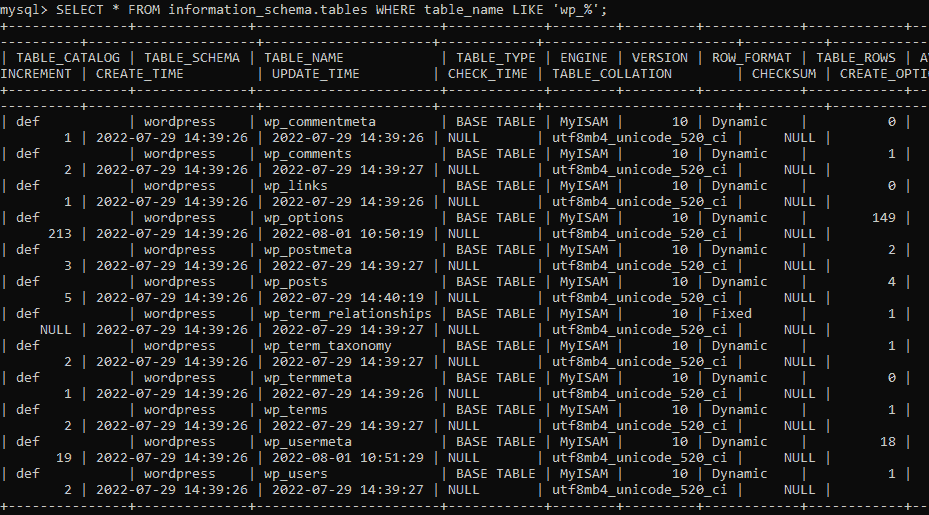 mysql> SELECT * FROM information_schema.tables WHERE table_name LIKE 'wp_%';
+---------------+--------------+-----------------------+------------+--------+---------+------------+------------+--
----------+---------------------+---------------------+------------+------------------------+----------+------------
| TABLE_CATALOG | TABLE_SCHEMA | TABLE_NAME | TABLE_TYPE | ENGINE | VERSION | ROW_FORMAT | TABLE_ROWS | AV
INCREMENT | CREATE_TIME | UPDATE_TIME | CHECK_TIME | TABLE_COLLATION | CHECKSUM | CREATE_OPTI
+---------------+--------------+-----------------------+------------+--------+---------+------------+------------+--
----------+---------------------+---------------------+------------+------------------------+----------+------------
| def | wordpress | wp_commentmeta | BASE TABLE | MyISAM | 10 | Dynamic | 0 |
1 | 2022-07-29 14:39:26 | 2022-07-29 14:39:26 | NULL | utf8mb4_unicode_520_ci | NULL |
| def | wordpress | wp_comments | BASE TABLE | MyISAM | 10 | Dynamic | 1 |
2 | 2022-07-29 14:39:26 | 2022-07-29 14:39:27 | NULL | utf8mb4_unicode_520_ci | NULL |
| def | wordpress | wp_links | BASE TABLE | MyISAM | 10 | Dynamic | 0 |
1 | 2022-07-29 14:39:26 | 2022-07-29 14:39:26 | NULL | utf8mb4_unicode_520_ci | NULL |
| def | wordpress | wp_options | BASE TABLE | MyISAM | 10 | Dynamic | 149 |
213 | 2022-07-29 14:39:26 | 2022-08-01 10:50:19 | NULL | utf8mb4_unicode_520_ci | NULL |
| def | wordpress | wp_postmeta | BASE TABLE | MyISAM | 10 | Dynamic | 2 |
3 | 2022-07-29 14:39:26 | 2022-07-29 14:39:27 | NULL | utf8mb4_unicode_520_ci | NULL |
| def | wordpress | wp_posts | BASE TABLE | MyISAM | 10 | Dynamic | 4 |
5 | 2022-07-29 14:39:26 | 2022-07-29 14:40:19 | NULL | utf8mb4_unicode_520_ci | NULL |
| def | wordpress | wp_term_relationships | BASE TABLE | MyISAM | 10 | Fixed | 1 |
NULL | 2022-07-29 14:39:26 | 2022-07-29 14:39:27 | NULL | utf8mb4_unicode_520_ci | NULL |
| def | wordpress | wp_term_taxonomy | BASE TABLE | MyISAM | 10 | Dynamic | 1 |
2 | 2022-07-29 14:39:26 | 2022-07-29 14:39:27 | NULL | utf8mb4_unicode_520_ci | NULL |
| def | wordpress | wp_termmeta | BASE TABLE | MyISAM | 10 | Dynamic | 0 |
1 | 2022-07-29 14:39:26 | 2022-07-29 14:39:26 | NULL | utf8mb4_unicode_520_ci | NULL |
| def | wordpress | wp_terms | BASE TABLE | MyISAM | 10 | Dynamic | 1 |
2 | 2022-07-29 14:39:26 | 2022-07-29 14:39:27 | NULL | utf8mb4_unicode_520_ci | NULL |
| def | wordpress | wp_usermeta | BASE TABLE | MyISAM | 10 | Dynamic | 18 |
19 | 2022-07-29 14:39:26 | 2022-08-01 10:51:29 | NULL | utf8mb4_unicode_520_ci | NULL |
| def | wordpress | wp_users | BASE TABLE | MyISAM | 10 | Dynamic | 1 |
2 | 2022-07-29 14:39:26 | 2022-07-29 14:39:27 | NULL | utf8mb4_unicode_520_ci | NULL |
+---------------+--------------+-----------------------+------------+--------+---------+------------+------------+--